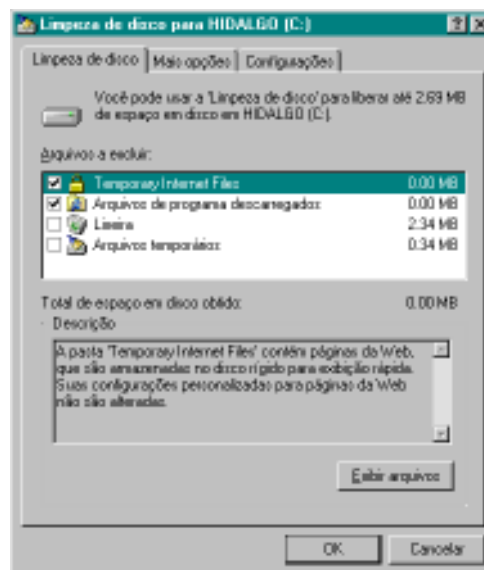 Limpeza de disco para HIDALGO (C:)
Limpeza de disco
Mais opções
Configurações
Você pode usar a 'Limpeza de disco' para liberar até 2.69 MB
de espaço em disco em HIDALGO (C:).
Arquivos a excluir:
Temporary Internet Files 0.00 MB
Arquivos de programa descarregados 0.00 MB
Lixeira 2.34 MB
Arquivos temporários 0.34 MB
Total de espaço em disco obtido: 0.00 MB
Descrição
A pasta 'Temporary Internet Files' contém páginas da Web,
que são armazenadas no disco rígido para exibição rápida.
Suas configurações personalizadas para páginas da Web
não são alteradas.
Exibir arquivos
OK
Cancelar